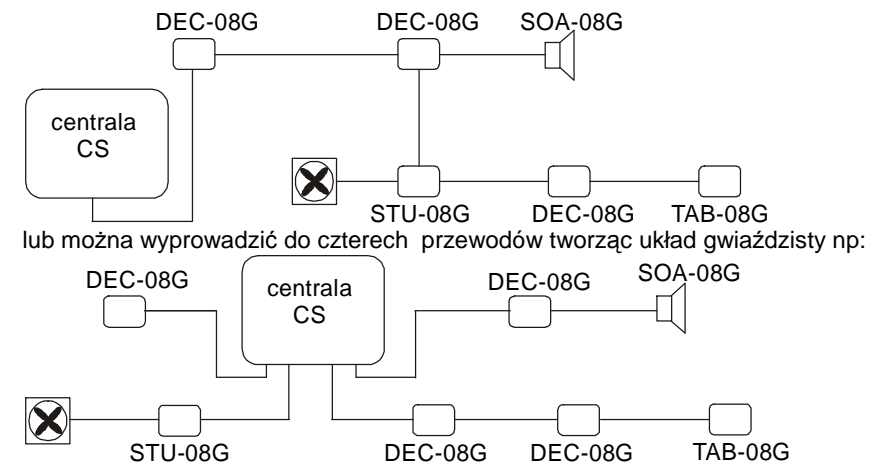 DEC-08G DEC-08G SOA-08G
centrala
CS
STU-08G DEC-08G TAB-08G
lub można wyprowadzić do czterech przewodów tworząc układ gwiaździsty np:
DEC-08G centrala DEC-08G SOA-08G
CS
STU-08G DEC-08G DEC-08G TAB-08G